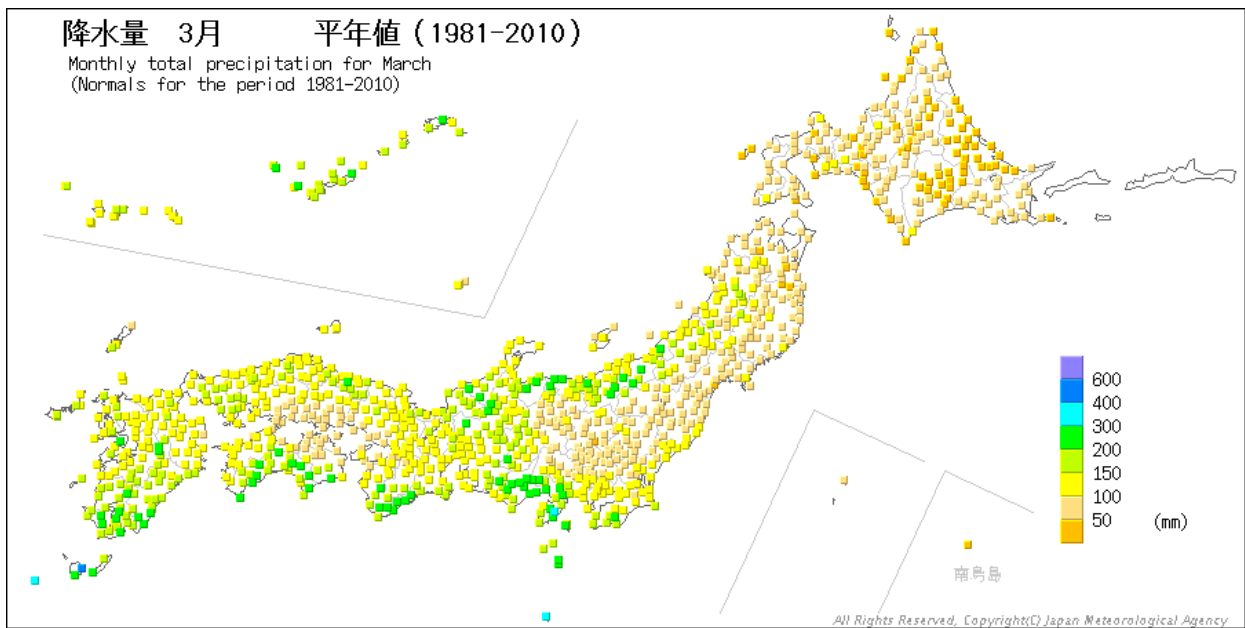 降水量 3月 平年値 (1981-2010)
Monthly total precipitation for March
(Normals for the period 1981-2010)
600
400
300
200
150
100
50 (mm)
南鳥島
All Rights Reserved, Copyright(C) Japan Meteorological Agency